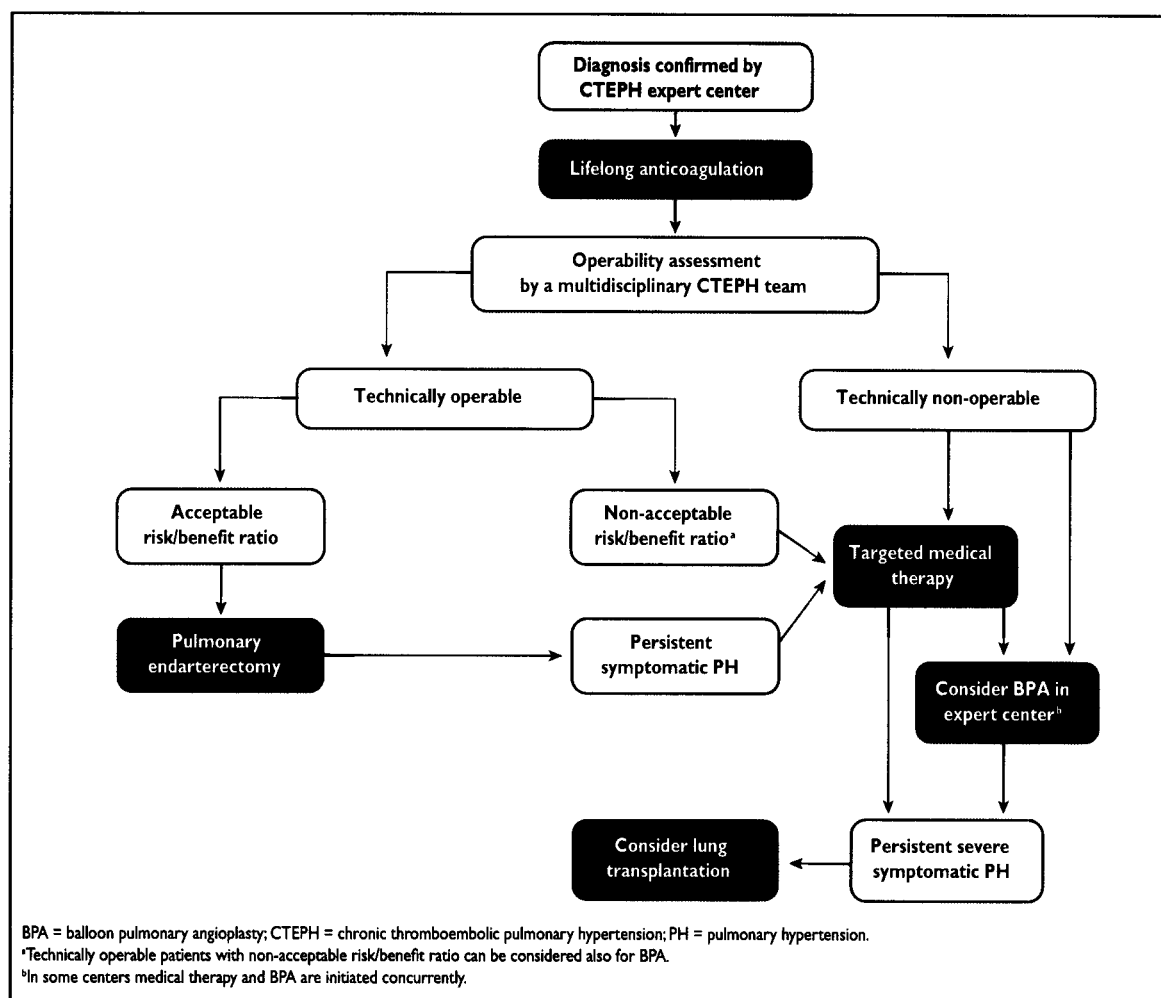 Diagnosis confirmed by
CTEPH expert center
Lifelong anticoagulation
Operability assessment
by a multidisciplinary CTEPH team
Technically operable
Technically non-operable
Acceptable
risk/benefit ratio
Non-acceptable
risk/benefit ratioᵃ
Targeted medical
therapy
Pulmonary
endarterectomy
Persistent
symptomatic PH
Consider BPA in
expert centerᵇ
Consider lung
transplantation
Persistent severe
symptomatic PH
BPA = balloon pulmonary angioplasty; CTEPH = chronic thromboembolic pulmonary hypertension; PH = pulmonary hypertension.
ᵃTechnically operable patients with non-acceptable risk/benefit ratio can be considered also for BPA.
ᵇIn some centers medical therapy and BPA are initiated concurrently.